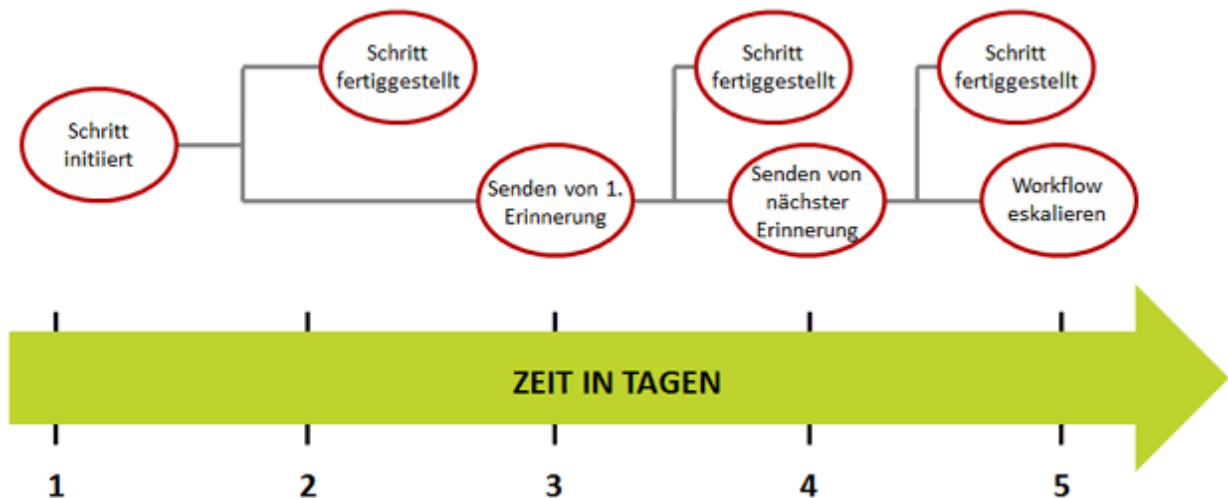 Schritt
initiiert
Schritt
fertiggestellt
Senden von 1.
Erinnerung
Schritt
fertiggestellt
Senden von
nächster
Erinnerung
Schritt
fertiggestellt
Workflow
eskalieren
ZEIT IN TAGEN
1
2
3
4
5